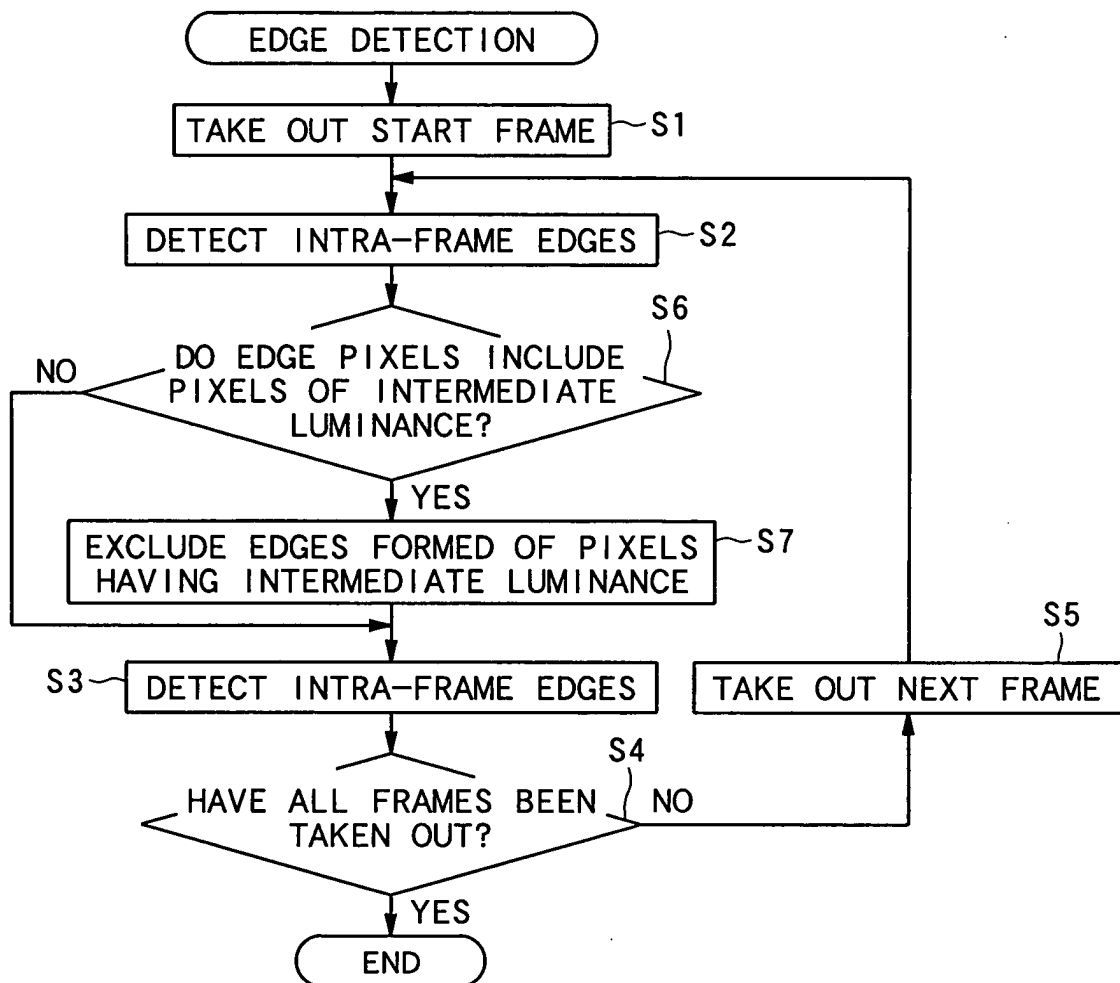 EDGE DETECTION
TAKE OUT START FRAME
S1
DETECT INTRA-FRAME EDGES
S2
S6
NO
DO EDGE PIXELS INCLUDE
PIXELS OF INTERMEDIATE
LUMINANCE?
YES
EXCLUDE EDGES FORMED OF PIXELS
HAVING INTERMEDIATE LUMINANCE
S7
S3
DETECT INTRA-FRAME EDGES
S5
TAKE OUT NEXT FRAME
S4
HAVE ALL FRAMES BEEN
TAKEN OUT?
NO
YES
END